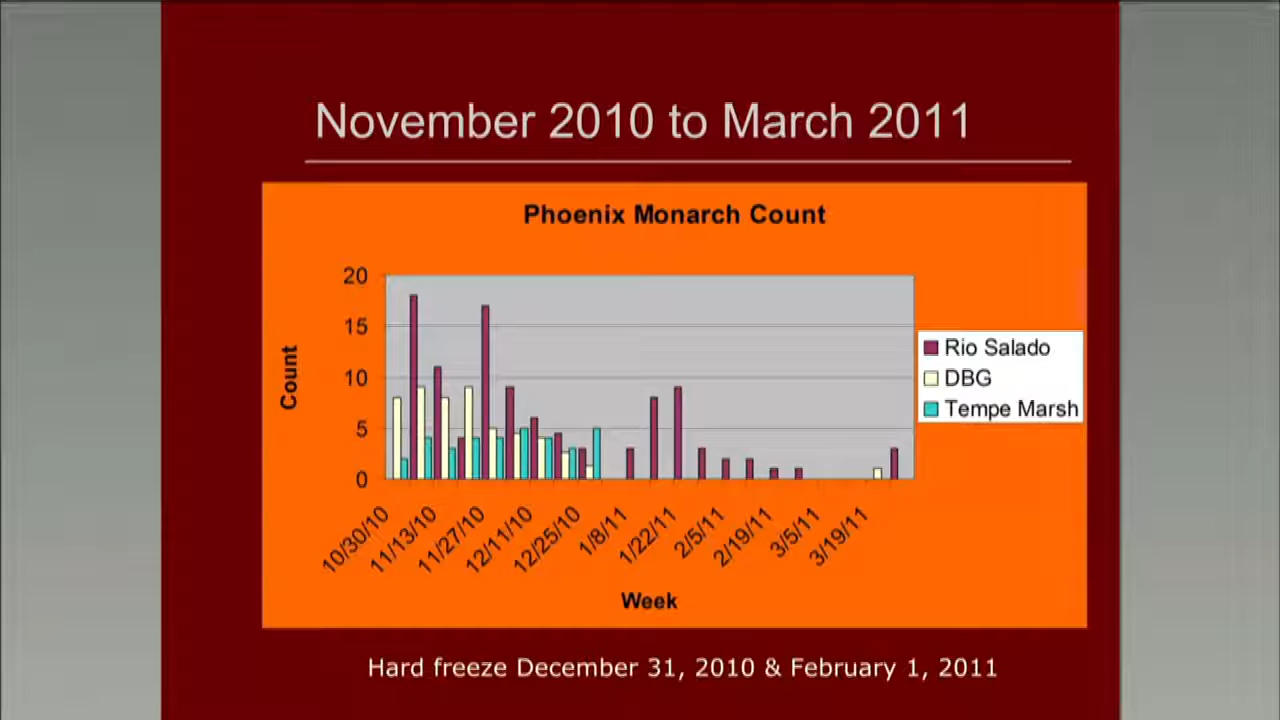 November 2010 to March 2011
Phoenix Monarch Count
20
15
10
5
0
Count
10/30/10
11/13/10
11/27/10
12/11/10
12/25/10
1/8/11
1/22/11
2/5/11
2/19/11
3/5/11
3/19/11
Week
Rio Salado
DBG
Tempe Marsh
Hard freeze December 31, 2010 & February 1, 2011